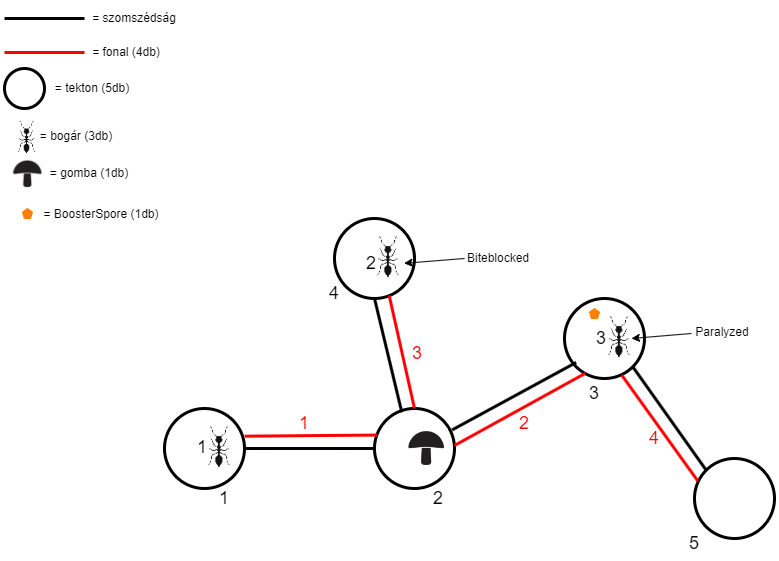 = szomszédság
= fonal (4db)
= tekton (5db)
= bogár (3db)
= gomba (1db)
= BoosterSpore (1db)
2
Biteblocked
4
3
Paralyzed
3
3
1
2
4
1
1
2
5